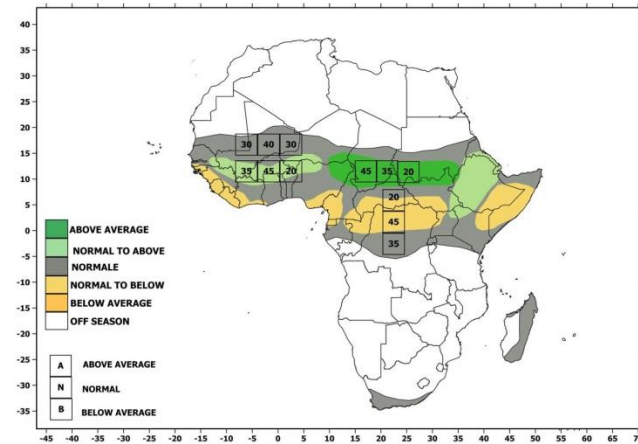 40
35
30
25
20
15
10
5
0
-5
-10
-15
-20
-25
-30
-35
30 40 30
35 45 20
45 35 20
20
45
35
ABOVE AVERAGE
NORMAL TO ABOVE
NORMALE
NORMAL TO BELOW
BELOW AVERAGE
OFF SEASON
A ABOVE AVERAGE
N NORMAL
B BELOW AVERAGE
-45 -40 -35 -30 -25 -20 -15 -10 -5 0 5 10 15 20 25 30 35 40 45 50 55 60 65